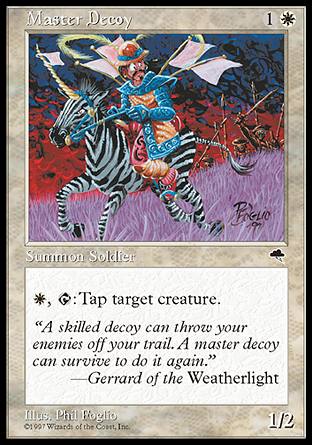 Master Decoy 1
P. FOGLIO
97
Summon Soldier
, : Tap target creature.
“A skilled decoy can throw your
enemies off your trail. A master decoy
can survive to do it again.”
—Gerrard of the Weatherlight
Illus. Phil Foglio
©1997 Wizards of the Coast, Inc.
1/2